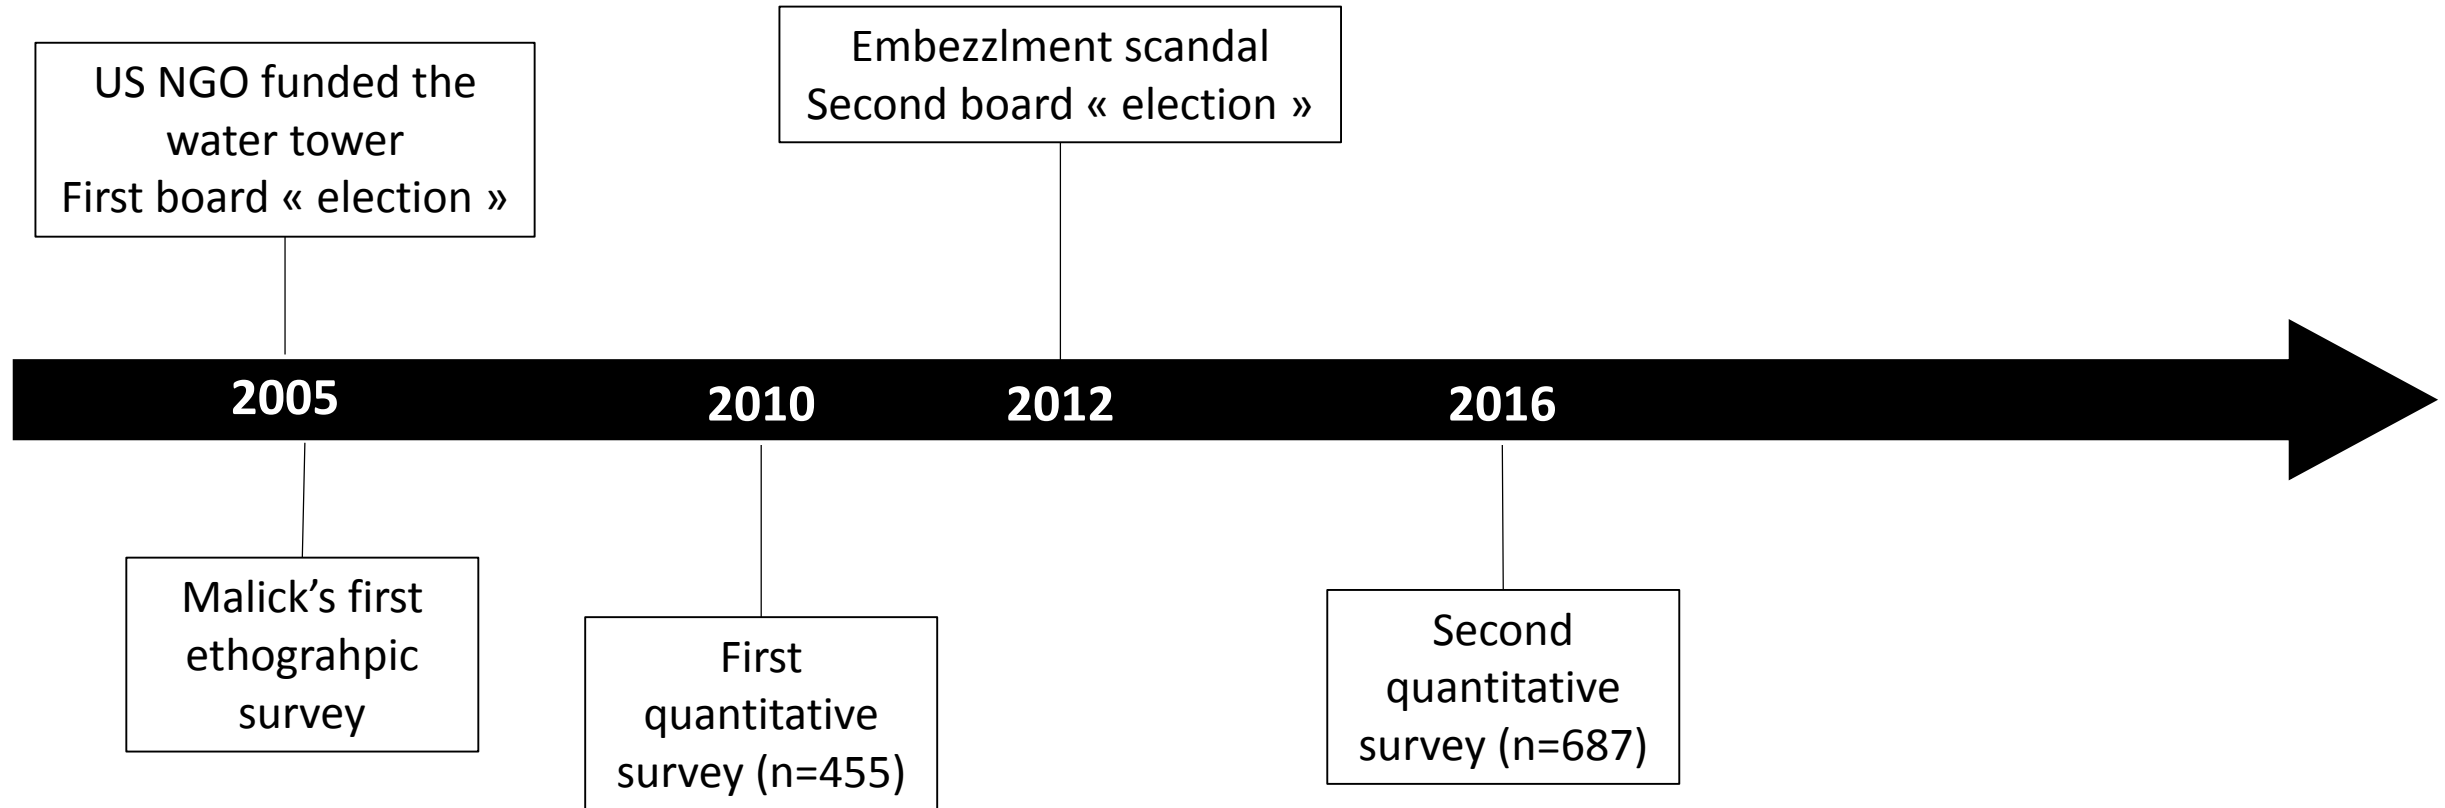 US NGO funded the
water tower
First board « election »
Embezzlment scandal
Second board « election »
2005
2010
2012
2016
Malick’s first
ethograhpic
survey
First
quantitative
survey (n=455)
Second
quantitative
survey (n=687)